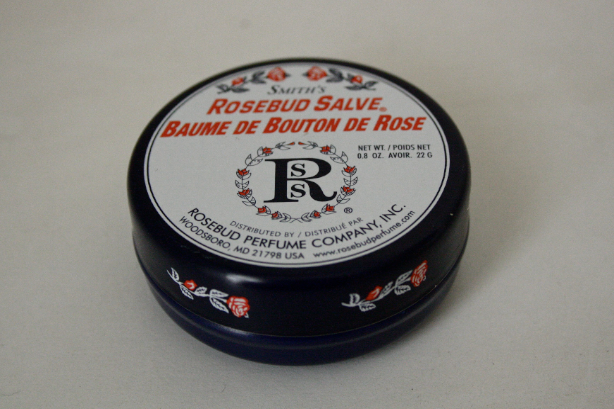 SMITH'S
ROSEBUD SALVE®
BAUME DE BOUTON DE ROSE
NET WT. / POIDS NET
0.8 OZ. AVOIR. 22 G
RSS
®
DISTRIBUTED BY / DISTRIBUÉ PAR
ROSEBUD PERFUME COMPANY, INC.
WOODSBORO, MD 21798 USA www.rosebudperfume.com